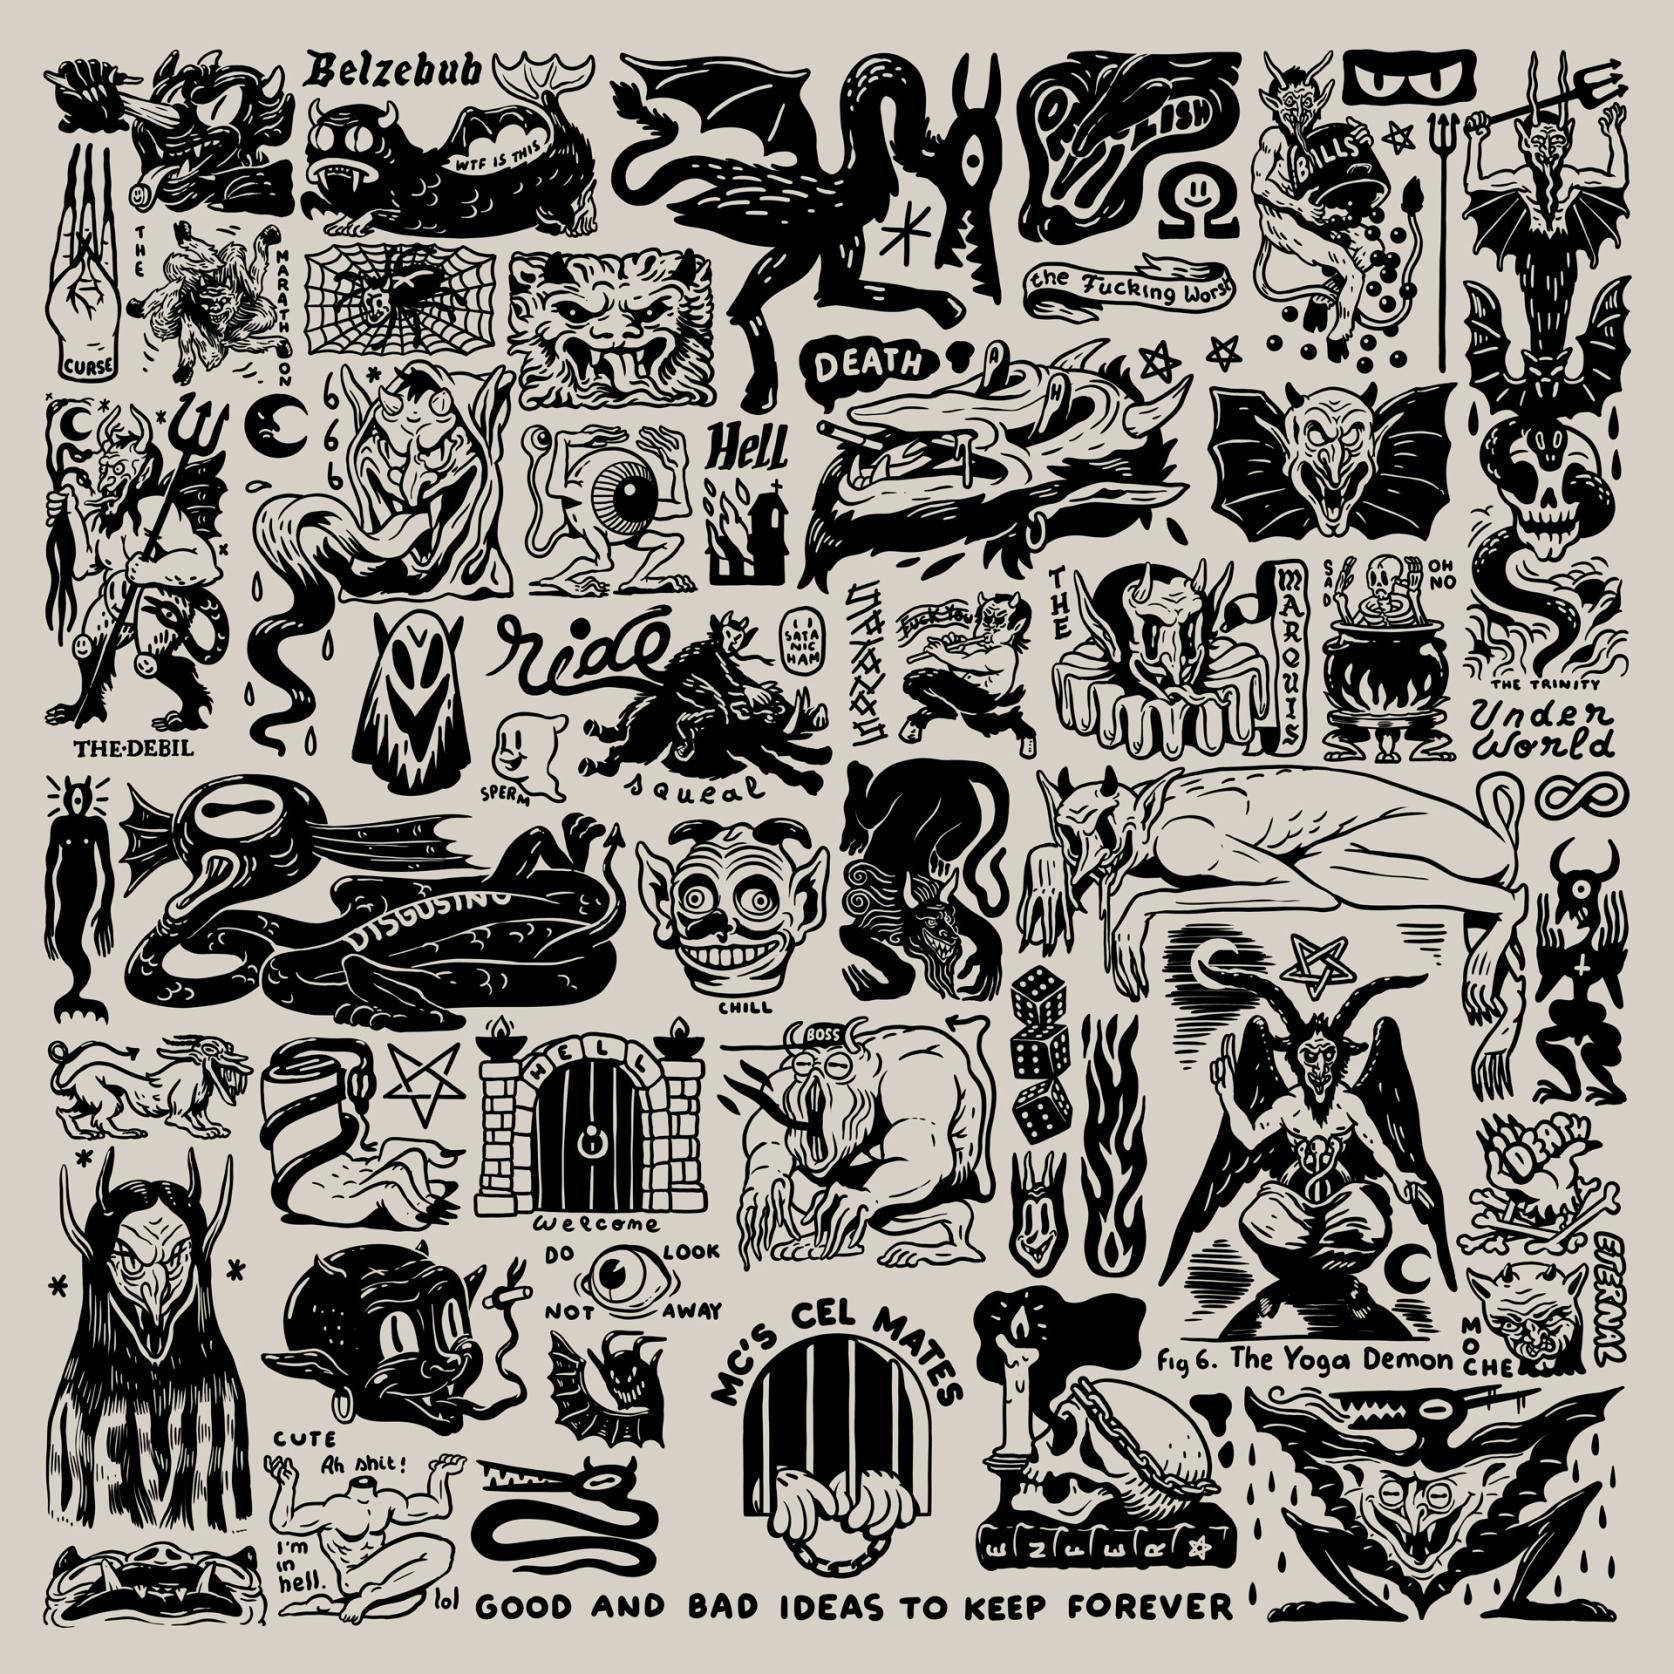 Belzebub
WTF IS THIS
the Fucking Worst
BILLS
CURSE
THE
MARATHON
DEATH
666
Hell
THE DEBIL
ride
squeal
SATA
NIC
HAM
SPERM
SATANAS
Fuck You
THE
MARQUIS
SAD
OH
NO
THE TRINITY
Under
World
DISGUSTING
CHILL
HELL
Welcome
BOSS
DO
NOT
LOOK
AWAY
DEATH
ETERNAL
MOCHE
Fig 6. The Yoga Demon
MC'S CEL MATES
ENFER
CUTE
Ah shit!
I'm
in
hell.
lol
GOOD AND BAD IDEAS TO KEEP FOREVER